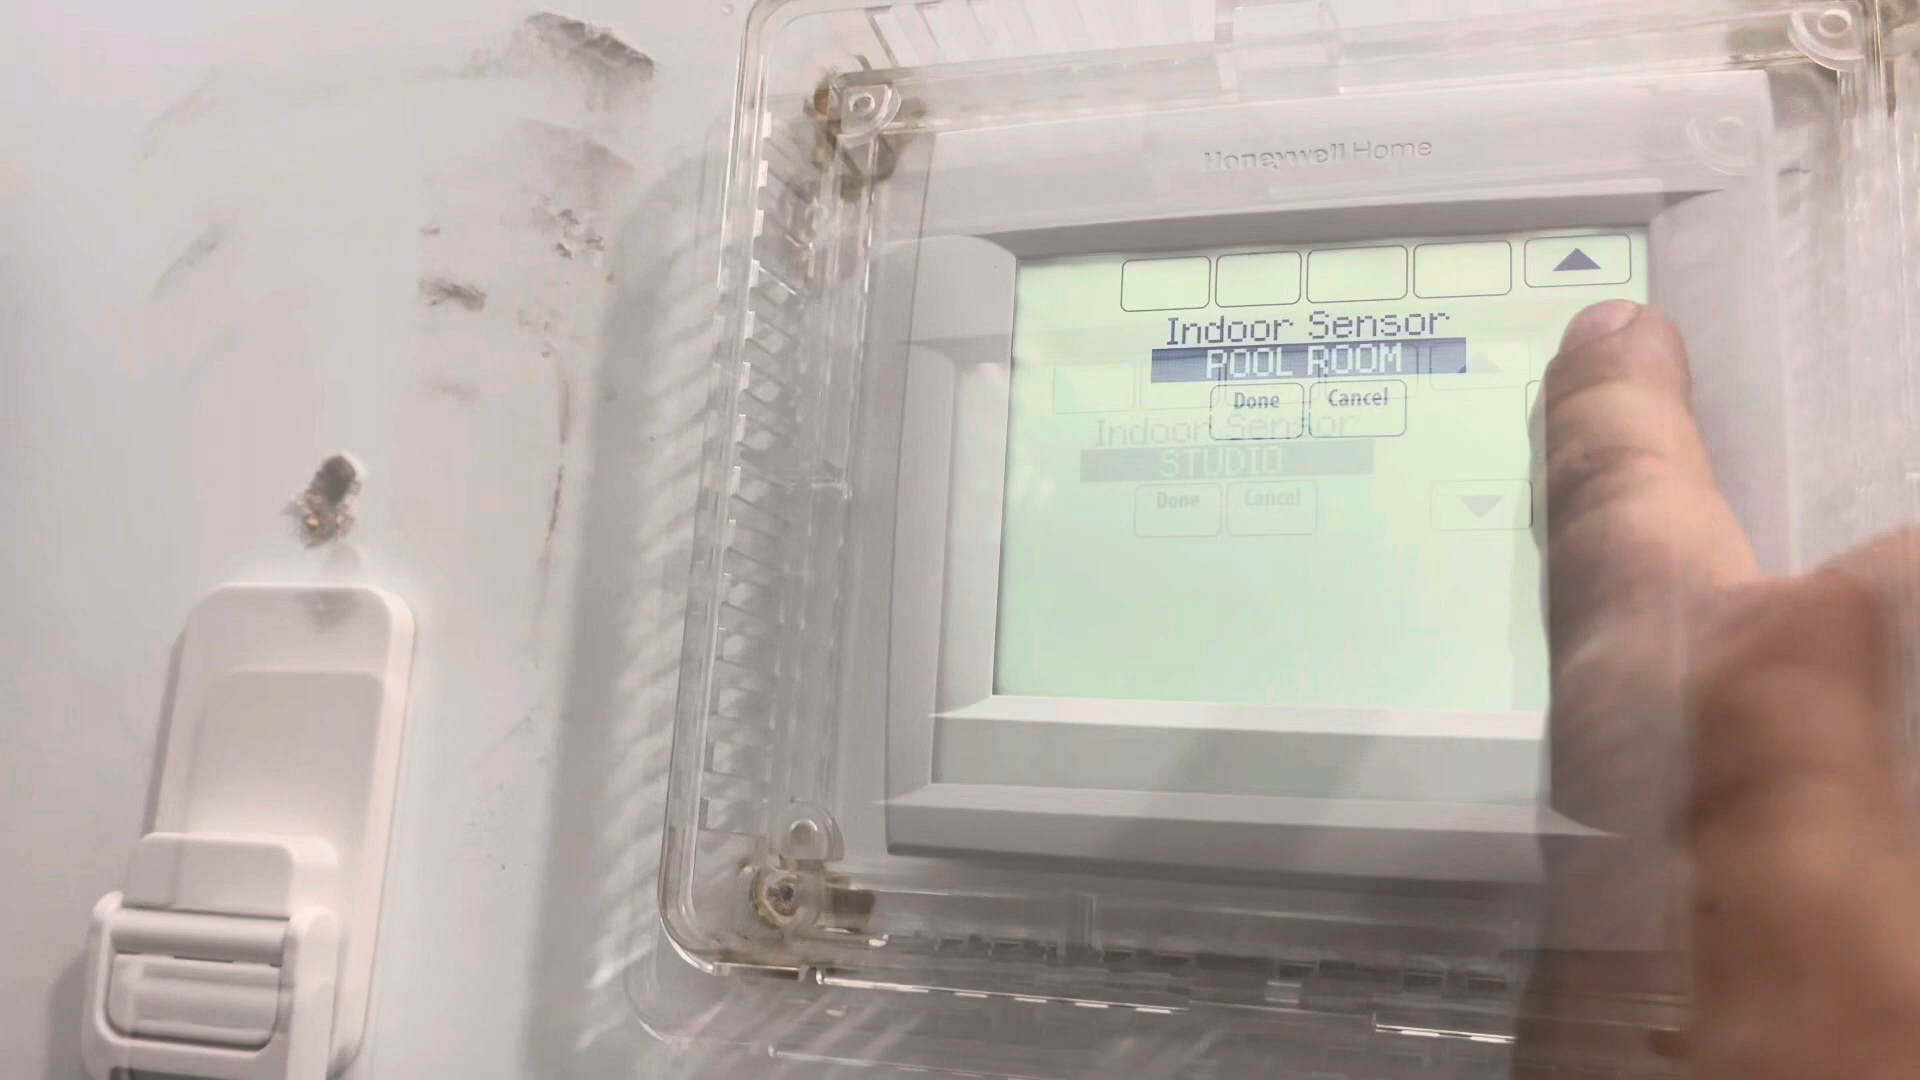 Honeywell Home
Indoor Sensor
POOL ROOM
Done Cancel
Indoor Sensor
STUDIO
Done Cancel